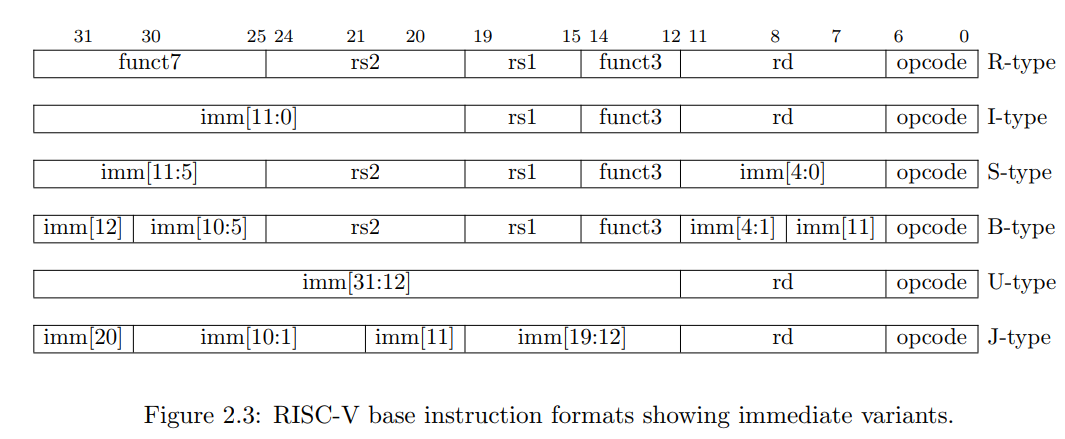 31 30 25 24 21 20 19 15 14 12 11 8 7 6 0
funct7 rs2 rs1 funct3 rd opcode R-type
imm[11:0] rs1 funct3 rd opcode I-type
imm[11:5] rs2 rs1 funct3 imm[4:0] opcode S-type
imm[12] imm[10:5] rs2 rs1 funct3 imm[4:1] imm[11] opcode B-type
imm[31:12] rd opcode U-type
imm[20] imm[10:1] imm[11] imm[19:12] rd opcode J-type
Figure 2.3: RISC-V base instruction formats showing immediate variants.